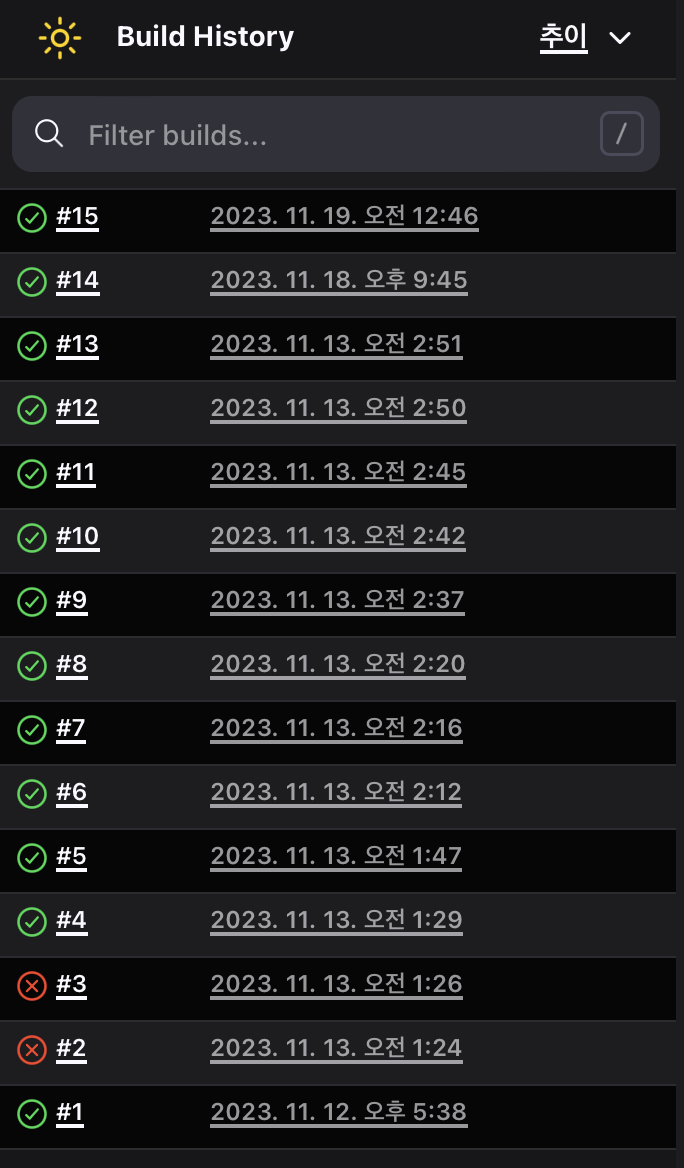 Build History 추이
Filter builds... /
#15 2023. 11. 19. 오전 12:46
#14 2023. 11. 18. 오후 9:45
#13 2023. 11. 13. 오전 2:51
#12 2023. 11. 13. 오전 2:50
#11 2023. 11. 13. 오전 2:45
#10 2023. 11. 13. 오전 2:42
#9 2023. 11. 13. 오전 2:37
#8 2023. 11. 13. 오전 2:20
#7 2023. 11. 13. 오전 2:16
#6 2023. 11. 13. 오전 2:12
#5 2023. 11. 13. 오전 1:47
#4 2023. 11. 13. 오전 1:29
#3 2023. 11. 13. 오전 1:26
#2 2023. 11. 13. 오전 1:24
#1 2023. 11. 12. 오후 5:38